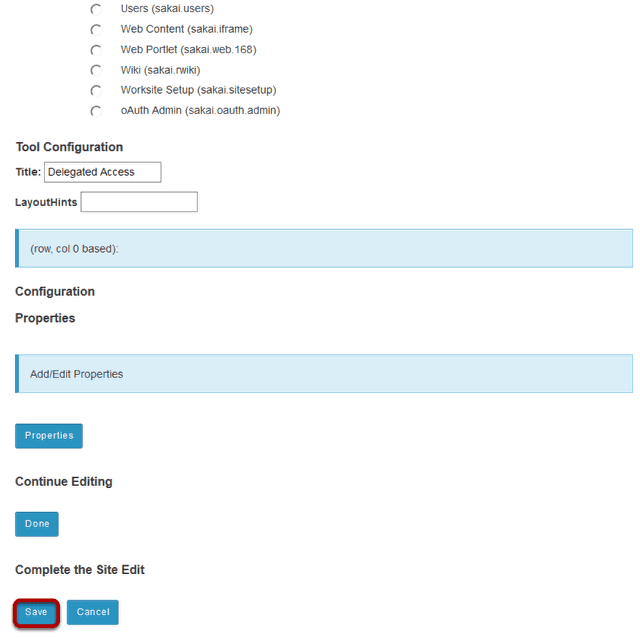 Users (sakai.users)
Web Content (sakai.iframe)
Web Portlet (sakai.web.168)
Wiki (sakai.rwiki)
Worksite Setup (sakai.sitesetup)
oAuth Admin (sakai.oauth.admin)
Tool Configuration
Title: Delegated Access
LayoutHints
(row, col 0 based):
Configuration
Properties
Add/Edit Properties
Properties
Continue Editing
Done
Complete the Site Edit
Save Cancel